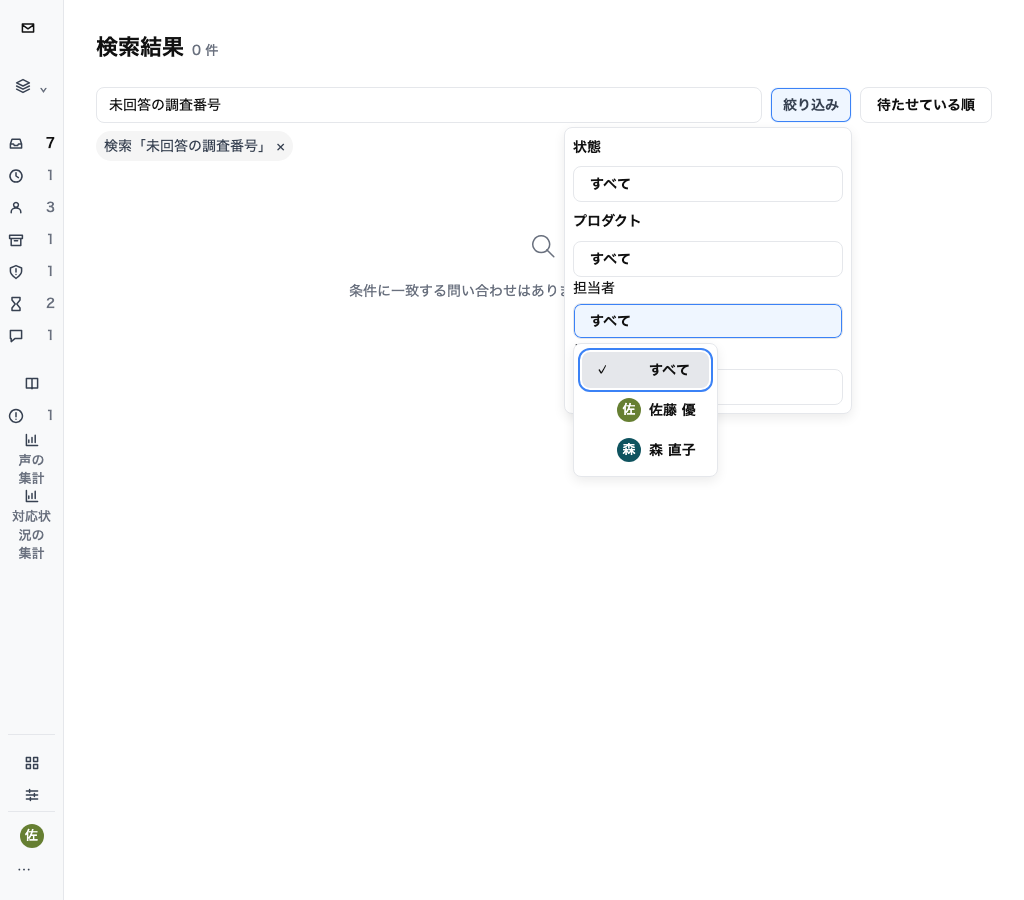 検索結果 0 件
未回答の調査番号
絞り込み
待たせている順
検索「未回答の調査番号」 ×
状態
すべて
プロダクト
すべて
担当者
すべて
✓ すべて
佐 佐藤 優
森 森 直子
条件に一致する問い合わせはありま
7
1
3
1
1
2
1
1
声の
集計
対応状
況の
集計
佐
…